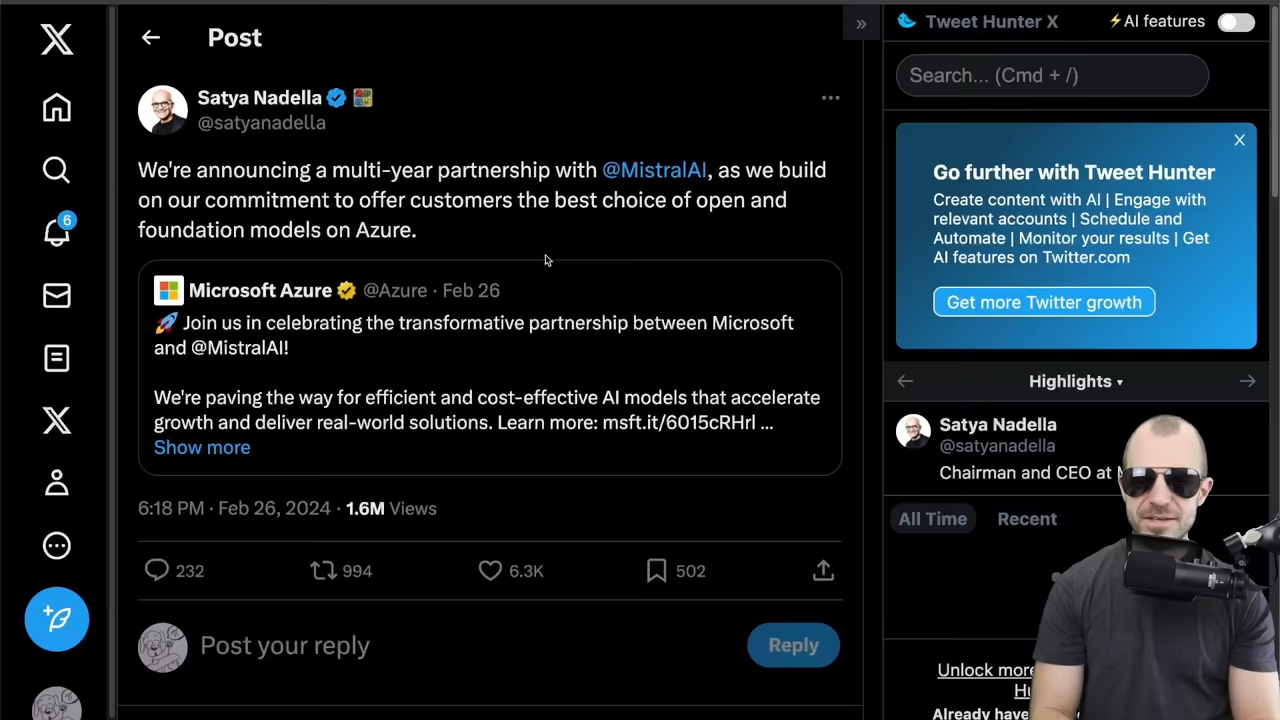 Post
»
Tweet Hunter X
⚡AI features
Search... (Cmd + /)
Satya Nadella
@satyanadella
...
We're announcing a multi-year partnership with @MistralAI, as we build
on our commitment to offer customers the best choice of open and
foundation models on Azure.
Microsoft Azure @Azure · Feb 26
🚀 Join us in celebrating the transformative partnership between Microsoft
and @MistralAI!
We're paving the way for efficient and cost-effective AI models that accelerate
growth and deliver real-world solutions. Learn more: msft.it/6015cRHrl ...
Show more
6:18 PM · Feb 26, 2024 · 1.6M Views
232 994 6.3K 502
Post your reply
Reply
6
X
Go further with Tweet Hunter
Create content with AI | Engage with
relevant accounts | Schedule and
Automate | Monitor your results | Get
AI features on Twitter.com
Get more Twitter growth
Highlights
Satya Nadella
@satyanadella
Chairman and CEO at
All Time Recent
Unlock more
Already have